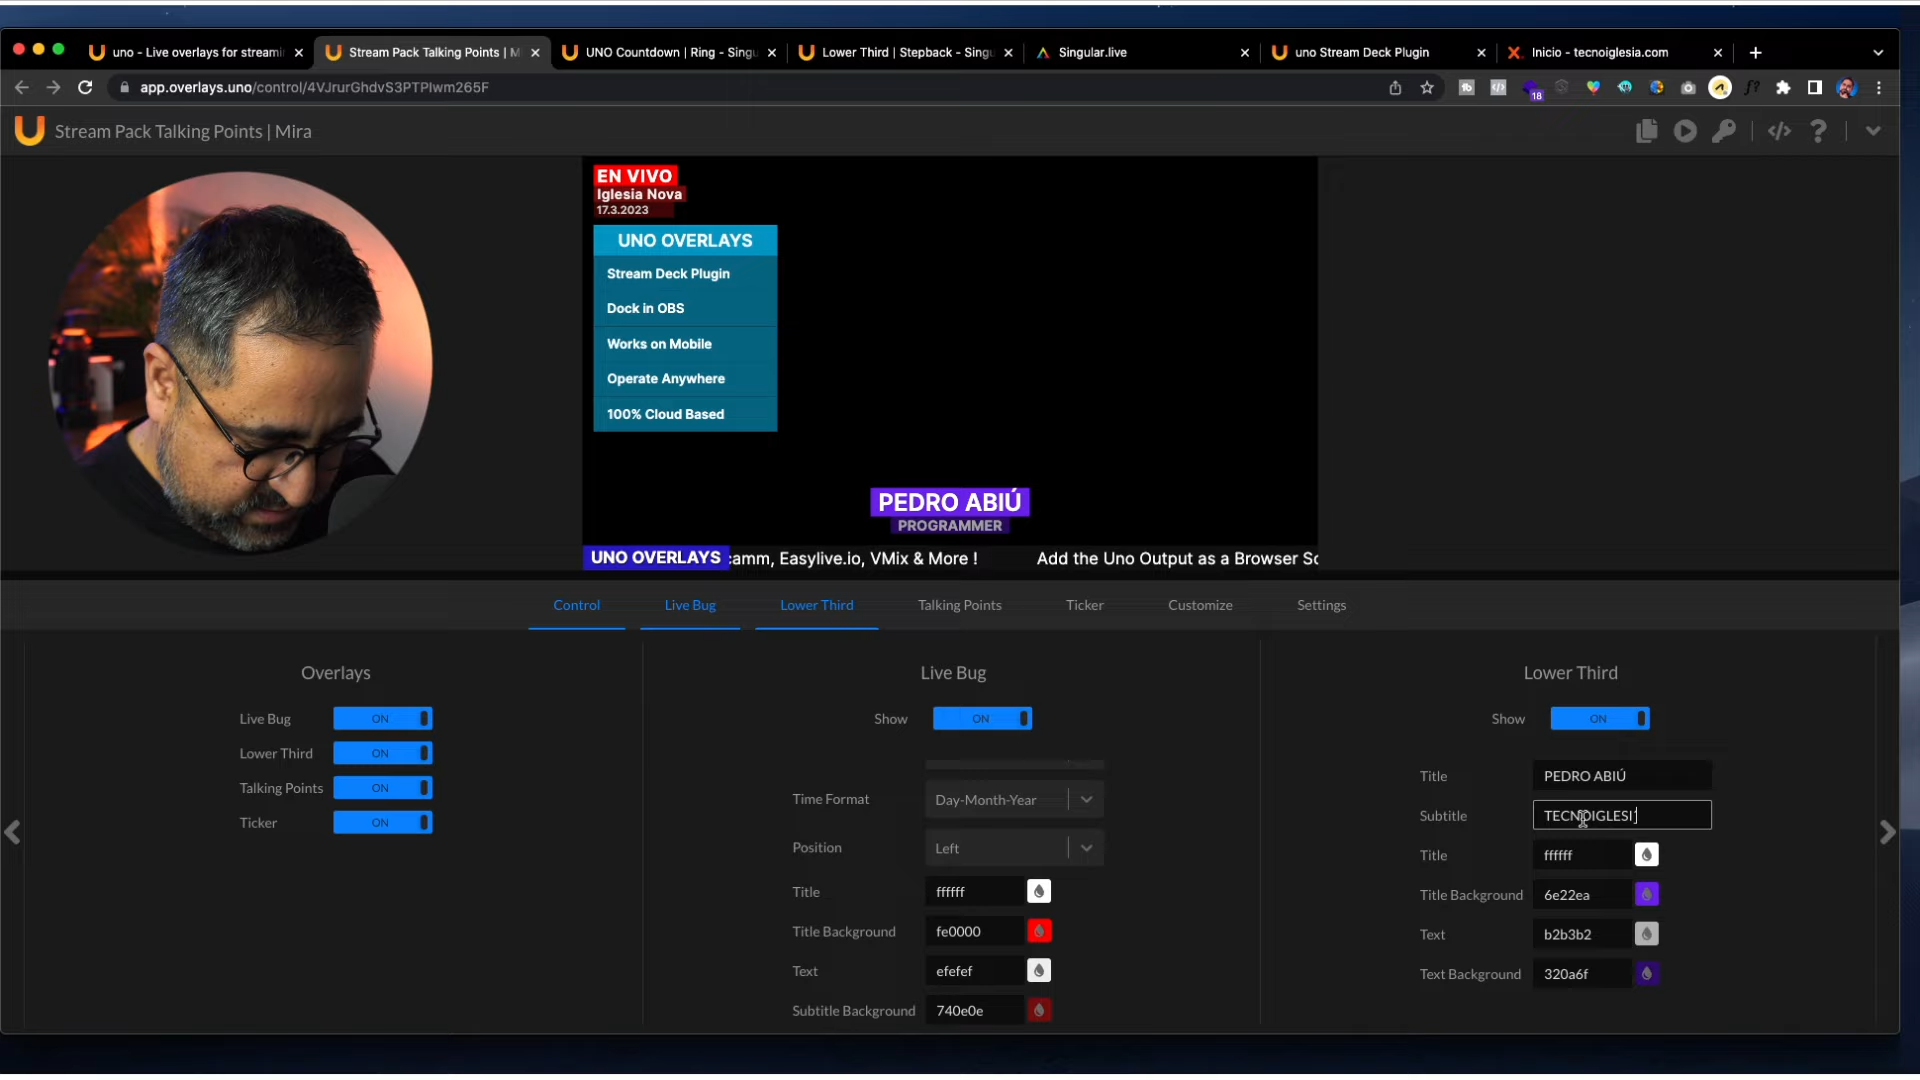 uno - Live overlays for streami
Stream Pack Talking Points | M
UNO Countdown | Ring - Singu
Lower Third | Stepback - Singu
Singular.live
uno Stream Deck Plugin
Inicio - tecnoiglesia.com
app.overlays.uno/control/4VJrurGhdvS3PTPIwm265F
18
f?
Stream Pack Talking Points | Mira
EN VIVO
Iglesia Nova
17.3.2023
UNO OVERLAYS
Stream Deck Plugin
Dock in OBS
Works on Mobile
Operate Anywhere
100% Cloud Based
PEDRO ABIÚ
PROGRAMMER
UNO OVERLAYS
camm, Easylive.io, VMix & More !
Add the Uno Output as a Browser So
Control
Live Bug
Lower Third
Talking Points
Ticker
Customize
Settings
Overlays
Live Bug ON
Lower Third ON
Talking Points ON
Ticker ON
Live Bug
Show ON
Time Format Day-Month-Year
Position Left
Title ffffff
Title Background fe0000
Text efefef
Subtitle Background 740e0e
Lower Third
Show ON
Title PEDRO ABIÚ
Subtitle TECNOIGLESI
Title ffffff
Title Background 6e22ea
Text b2b3b2
Text Background 320a6f